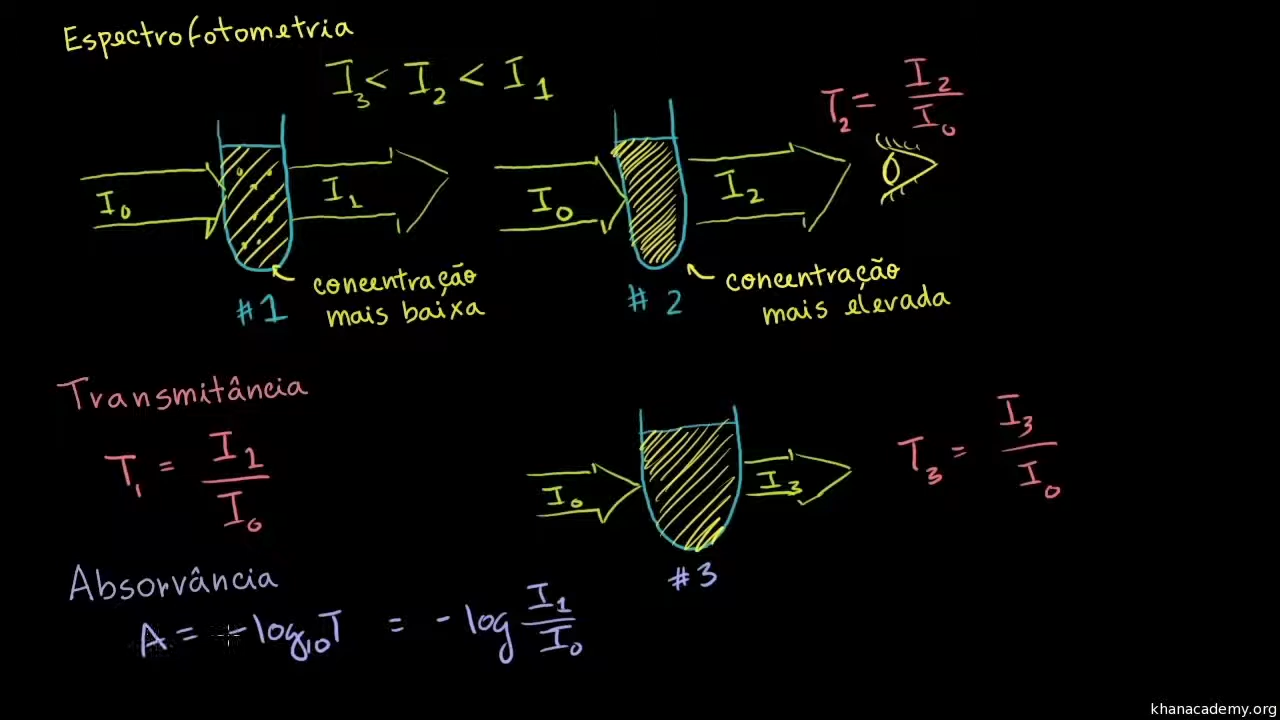 Espectrofotometria
I₃ < I₂ < I₁
T₂ = I₂/I₀
I₀
I₁
I₀
I₂
concentração
mais baixa
#1
concentração
mais elevada
# 2
Transmitância
T₁ = I₁/I₀
I₀
I₃
T₃ = I₃/I₀
#3
Absorvância
A = -log₁₀T = -log I₁/I₀
khanacademy.org